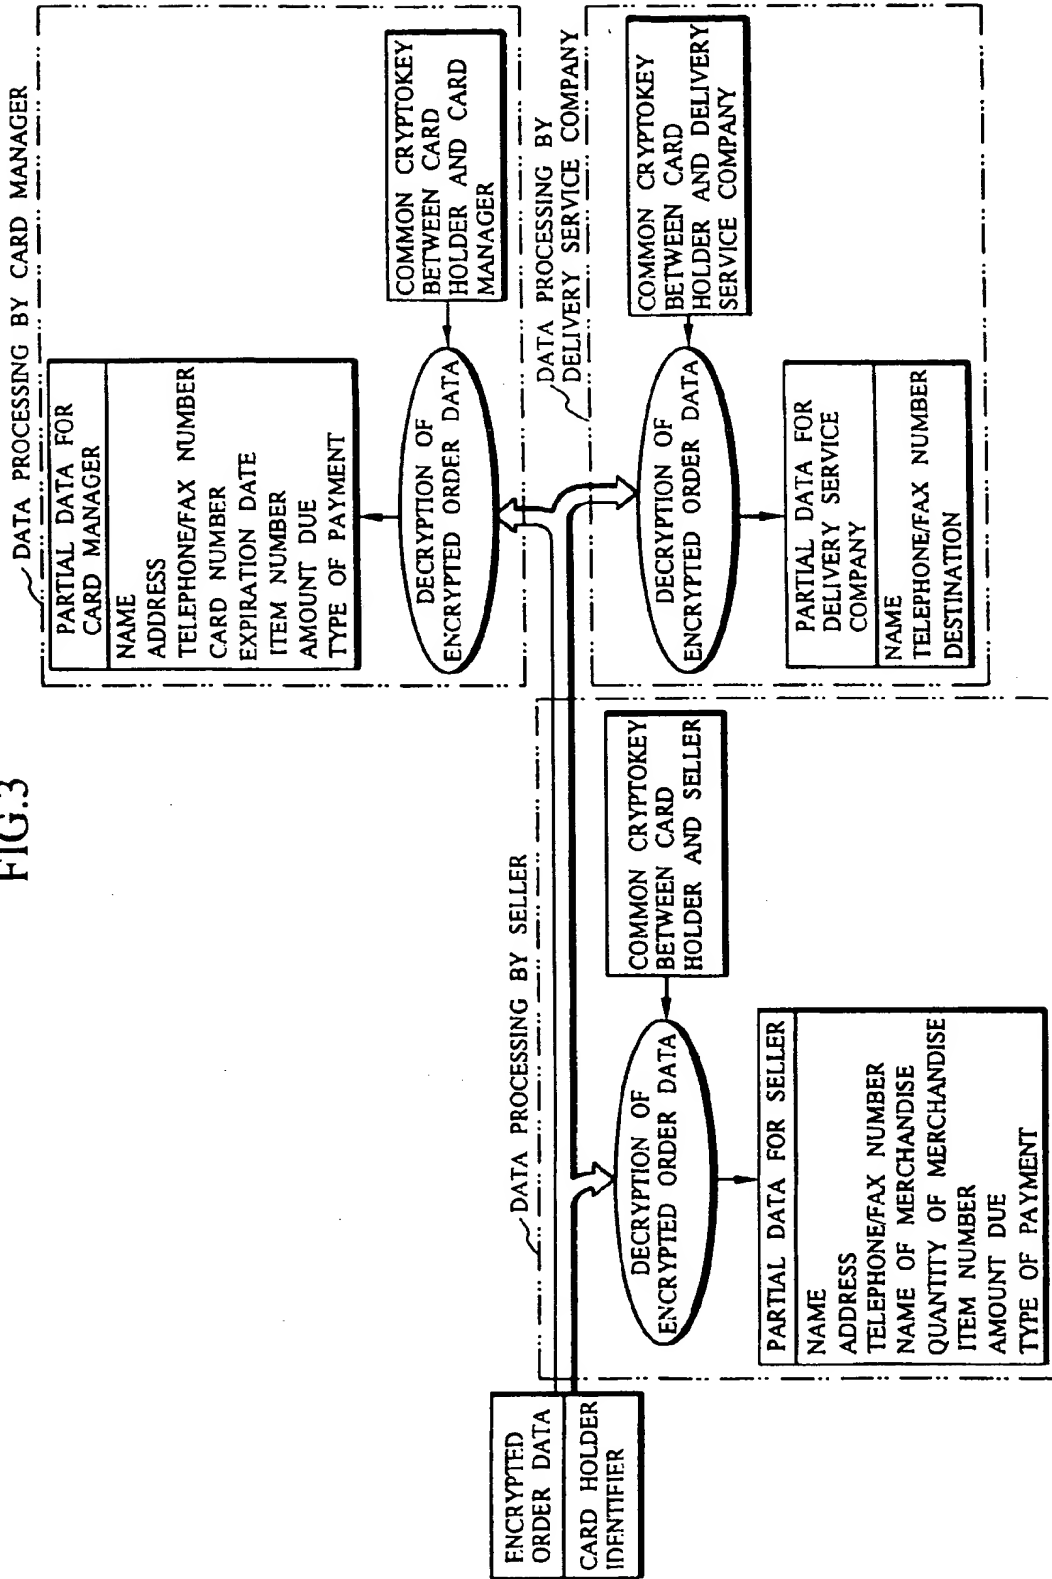 FIG.3
ENCRYPTED
ORDER DATA
CARD HOLDER
IDENTIFIER
DATA PROCESSING BY SELLER
DECRYPTION OF
ENCRYPTED ORDER DATA
COMMON CRYPTOKEY
BETWEEN CARD
HOLDER AND SELLER
PARTIAL DATA FOR SELLER
NAME
ADDRESS
TELEPHONE/FAX NUMBER
NAME OF MERCHANDISE
QUANTITY OF MERCHANDISE
ITEM NUMBER
AMOUNT DUE
TYPE OF PAYMENT
DATA PROCESSING BY CARD MANAGER
PARTIAL DATA FOR
CARD MANAGER
NAME
ADDRESS
TELEPHONE/FAX NUMBER
CARD NUMBER
EXPIRATION DATE
ITEM NUMBER
AMOUNT DUE
TYPE OF PAYMENT
DECRYPTION OF
ENCRYPTED ORDER DATA
COMMON CRYPTOKEY
BETWEEN CARD
HOLDER AND CARD
MANAGER
DATA PROCESSING BY
DELIVERY SERVICE COMPANY
DECRYPTION OF
ENCRYPTED ORDER DATA
COMMON CRYPTOKEY
BETWEEN CARD
HOLDER AND DELIVERY
SERVICE COMPANY
PARTIAL DATA FOR
DELIVERY SERVICE
COMPANY
NAME
TELEPHONE/FAX NUMBER
DESTINATION